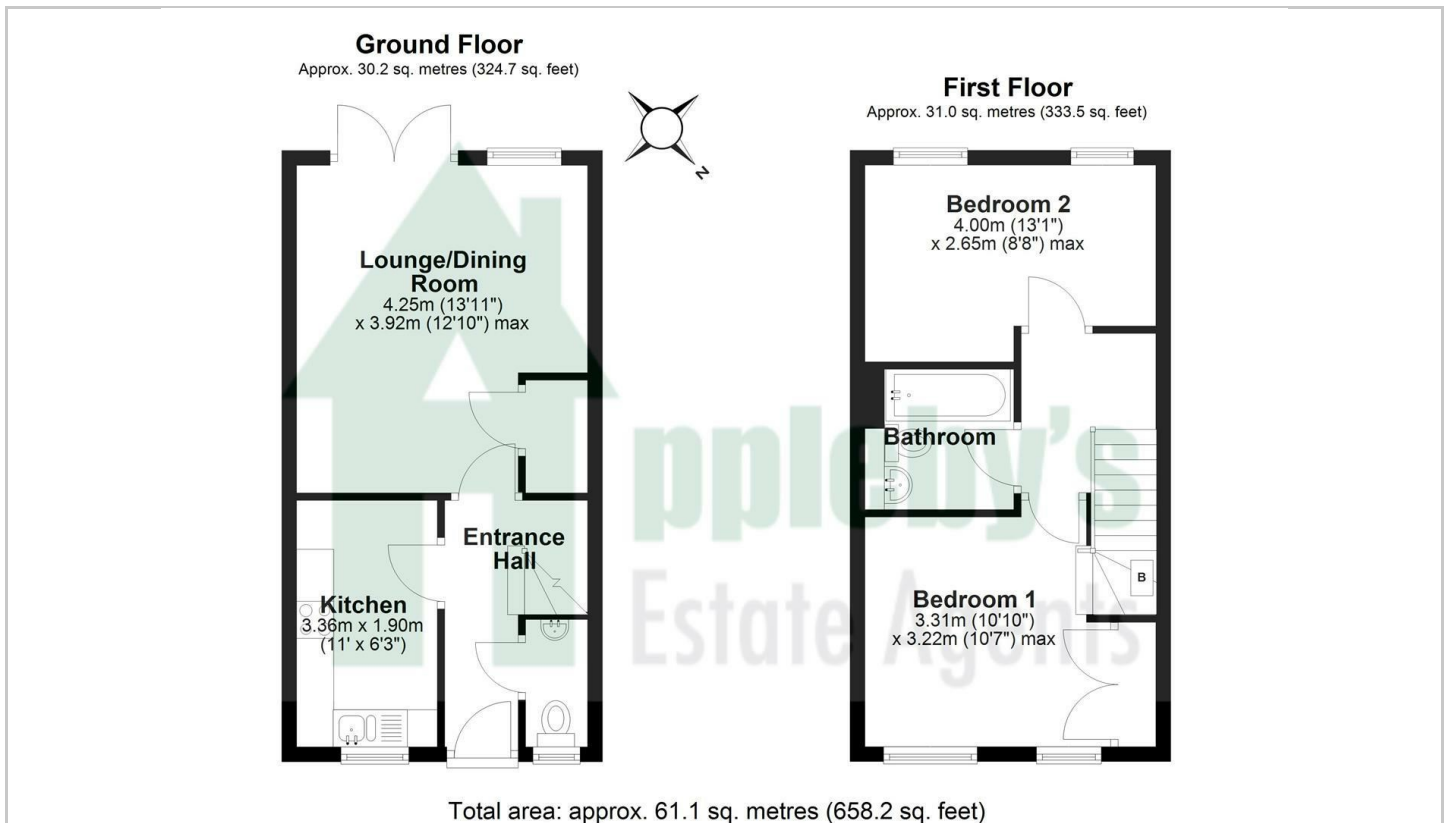 Ground Floor
Approx. 30.2 sq. metres (324.7 sq. feet)
N
First Floor
Approx. 31.0 sq. metres (333.5 sq. feet)
Lounge/Dining
Room
4.25m (13'11")
x 3.92m (12'10") max
Bedroom 2
4.00m (13'1")
x 2.65m (8'8") max
Entrance
Hall
Kitchen
3.36m x 1.90m
(11' x 6'3")
Bathroom
Bedroom 1
3.31m (10'10")
x 3.22m (10'7") max
B
ppleby's
Estate Agents
Total area: approx. 61.1 sq. metres (658.2 sq. feet)